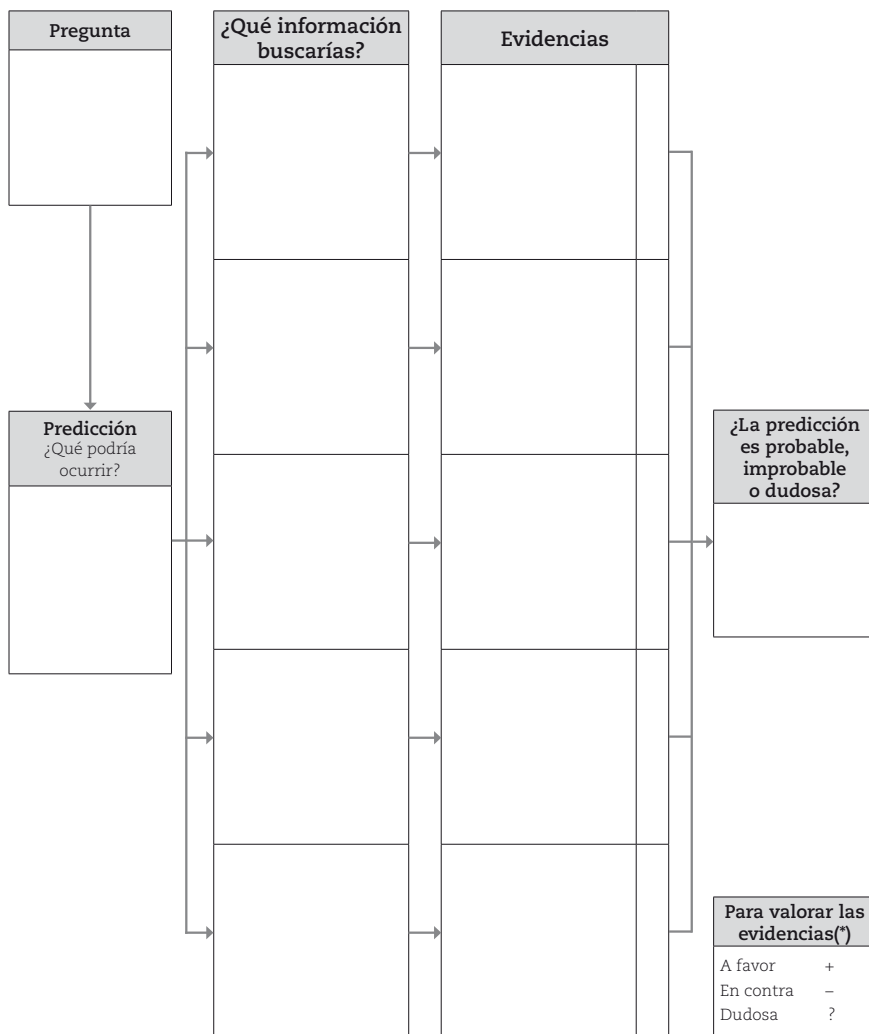 Pregunta
¿Qué información
buscarías?
Evidencias
Predicción
¿Qué podría
ocurrir?
¿La predicción
es probable,
improbable
o dudosa?
Para valorar las
evidencias(*)
A favor +
En contra –
Dudosa ?